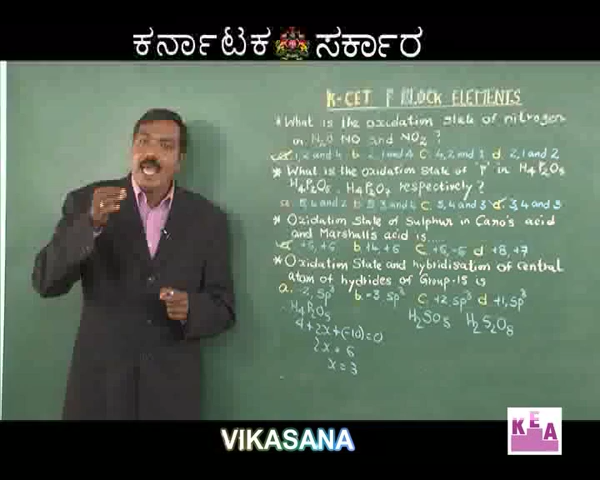 ಕರ್ನಾಟಕ ಸರ್ಕಾರ
K-CET P BLOCK ELEMENTS
* What is the oxidation state of nitrogen
in N2O NO and NO2 ?
a. 1,2 and 4 b. 2,1 and 4 c. 4,2 and 3 d. 2,1 and 2
* What is the oxidation state of 'P' in H4P2O5
H4P2O6, H4P2O7 respectively?
a. 5,4 and 2 b. 5,3 and 4 c. 5,4 and 3 d. 3,4 and 5
* Oxidation State of Sulphur in Caro's acid
and Marshall's acid is.....
a. +6, +6 b. +4, +6 c. +6, -6 d. +8, +7
* Oxidation State and hybridisation of central
atom of hydrides of Group-15 is
a. -2, Sp3 b. -3, Sp3 c. +2, Sp3 d. +1, Sp3
H4P2O5 H2SO5 H2S2O8
4+2x+(-10)=0
2x = 6
x = 3
VIKASANA
KEA